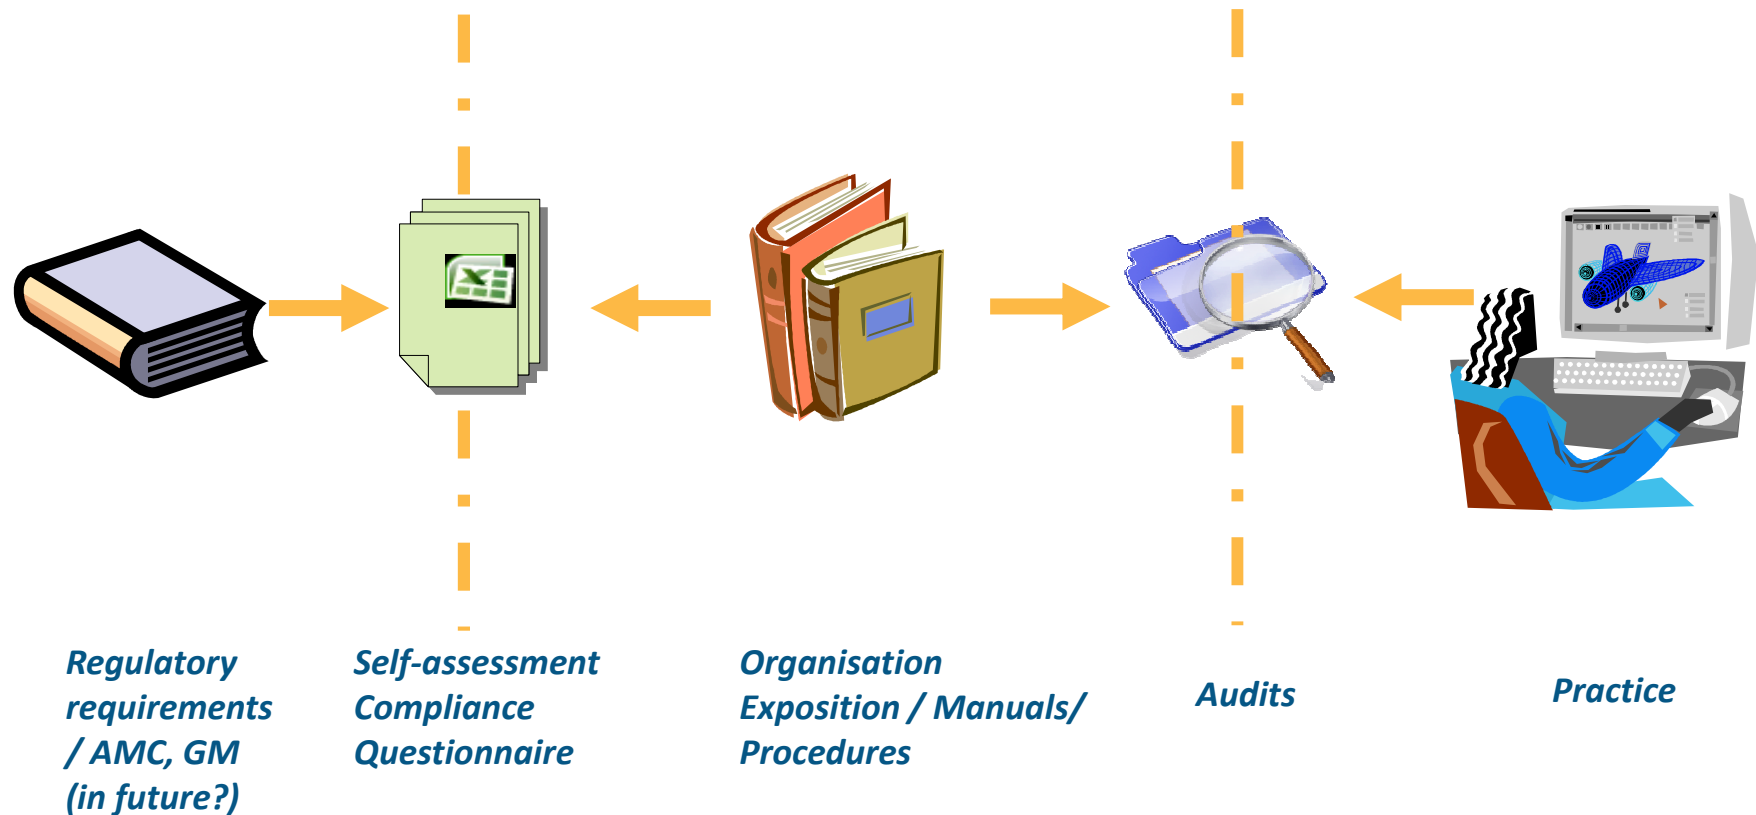 Regulatory
requirements
/ AMC, GM
(in future?)
Self-assessment
Compliance
Questionnaire
Organisation
Exposition / Manuals/
Procedures
Audits
Practice